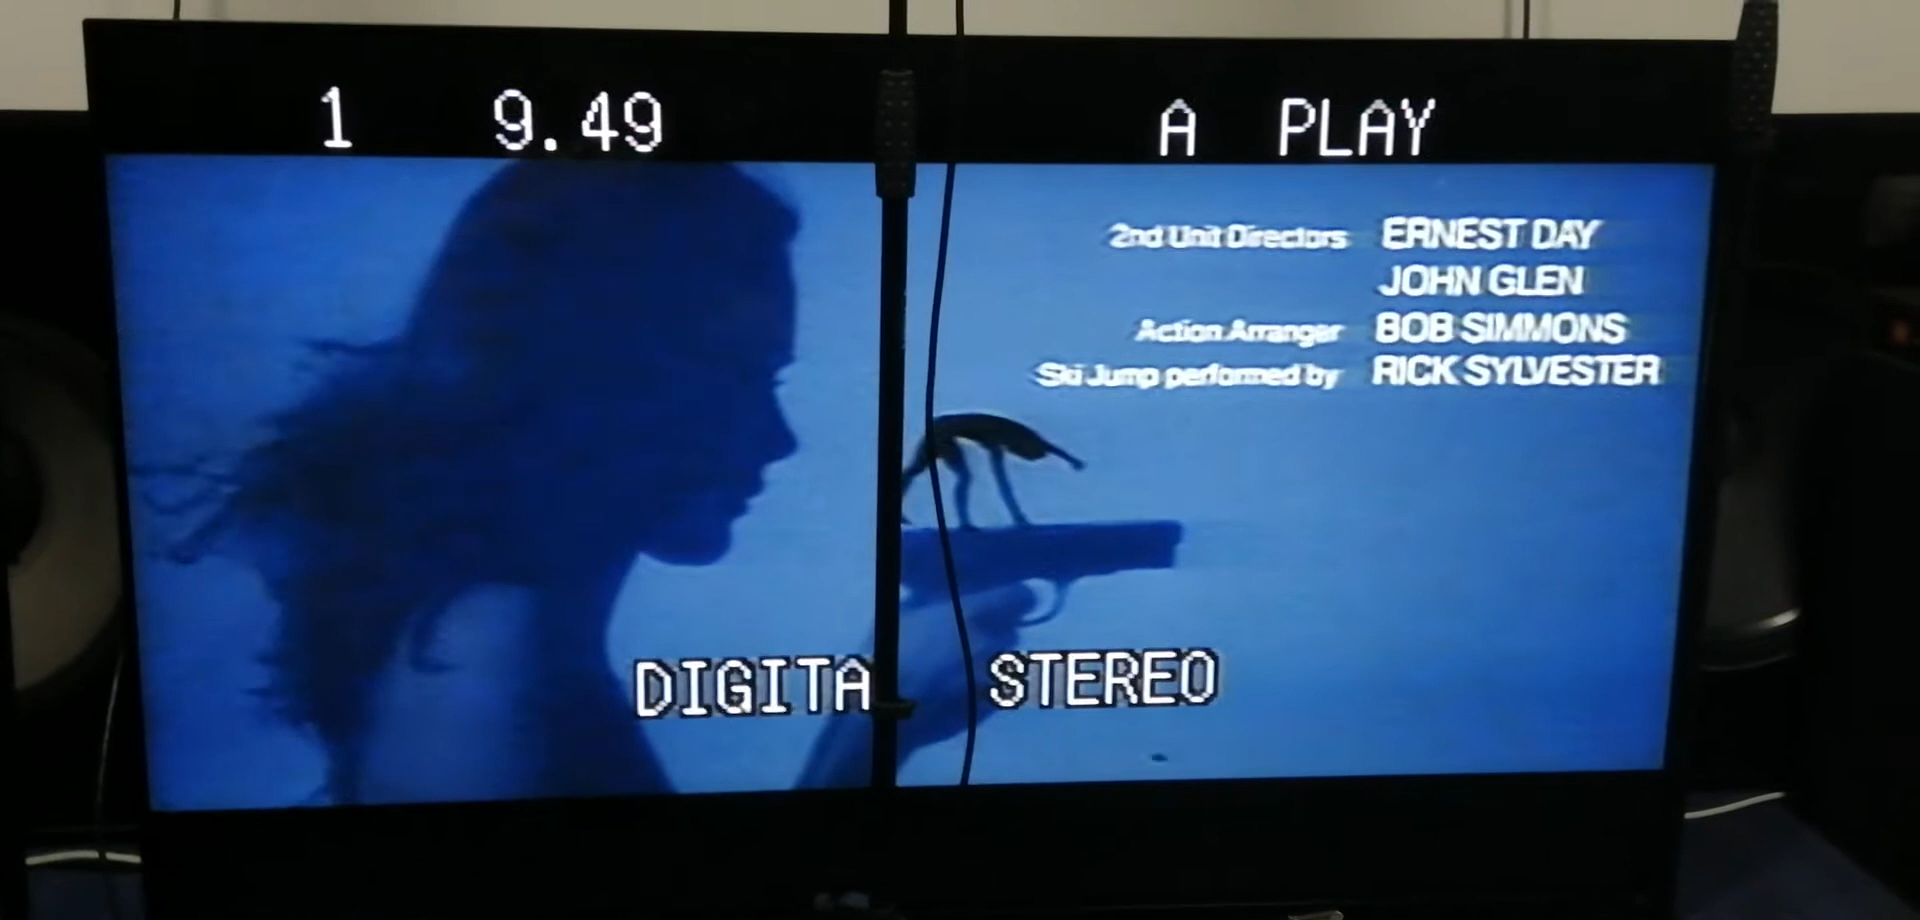 1 9.49 A PLAY
2nd Unit Directors ERNEST DAY
JOHN GLEN
Action Arranger BOB SIMMONS
Ski Jump performed by RICK SYLVESTER
DIGITA STEREO